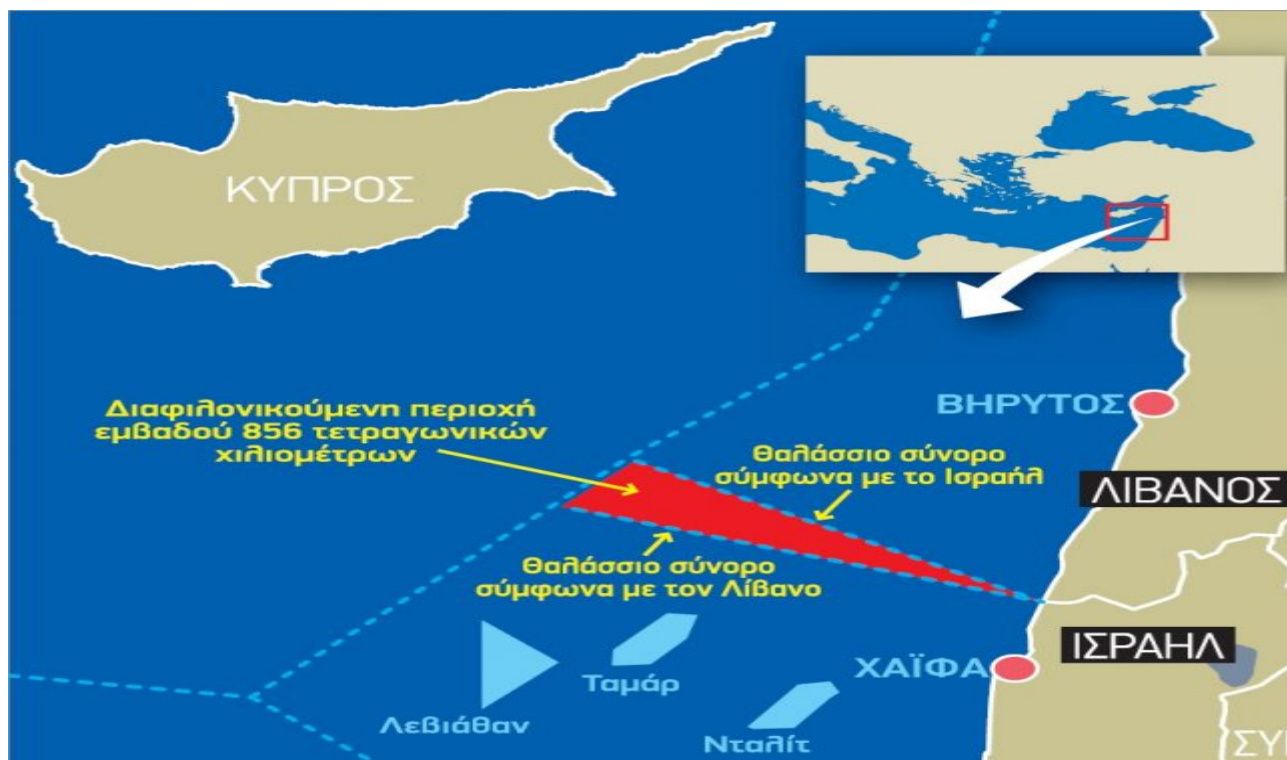 ΚΥΠΡΟΣ
Διαφιλονικούμενη περιοχή
εμβαδού 856 τετραγωνικών
χιλιομέτρων
ΒΗΡΥΤΟΣ
Θαλάσσιο σύνορο
σύμφωνα με το Ισραήλ
ΛΙΒΑΝΟΣ
Θαλάσσιο σύνορο
σύμφωνα με τον Λίβανο
ΙΣΡΑΗΛ
ΧΑΪΦΑ
Ταμάρ
Λεβιάθαν
Νταλίτ
ΣΥ